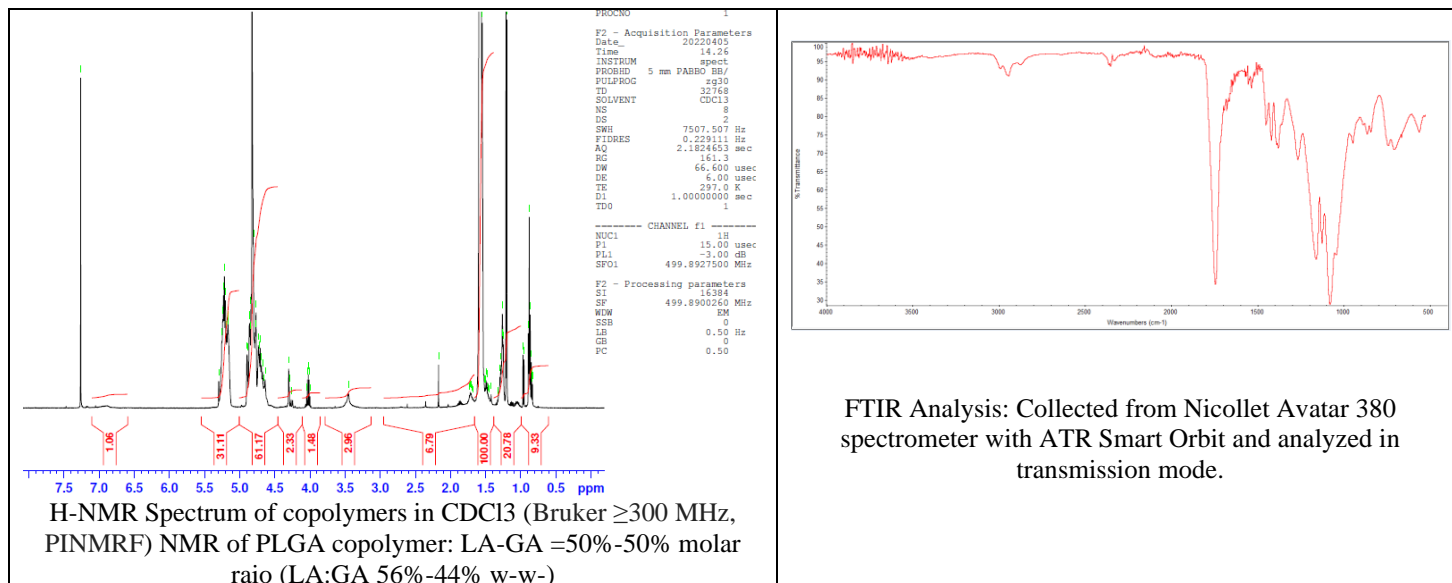 PROCNO 1
F2 - Acquisition Parameters
Date_ 20220405
Time 14.26
INSTRUM spect
PROBHD 5 mm PABBO BB/
PULPROG zg30
TD 32768
SOLVENT CDCl3
NS 8
DS 2
SWH 7507.507 Hz
FIDRES 0.229111 Hz
AQ 2.1824653 sec
RG 161.3
DW 66.600 usec
DE 6.00 usec
TE 297.0 K
D1 1.00000000 sec
TD0 1
======== CHANNEL f1 ========
NUC1 1H
P1 15.00 usec
PL1 -3.00 dB
SFO1 499.8927500 MHz
F2 - Processing parameters
SI 16384
SF 499.8900260 MHz
WDW EM
SSB 0
LB 0.50 Hz
GB 0
PC 0.50
1.06 31.11 61.17 2.33 1.48 2.96 6.79 100.00 20.78 9.33
7.5 7.0 6.5 6.0 5.5 5.0 4.5 4.0 3.5 3.0 2.5 2.0 1.5 1.0 0.5 ppm
H-NMR Spectrum of copolymers in CDCl3 (Bruker ≥300 MHz,
PINMRF) NMR of PLGA copolymer: LA-GA =50%-50% molar
raio (LA:GA 56%-44% w-w-)
100
95
90
85
80
75
70
65
60
55
50
45
40
35
30
%Transmittance
4000 3500 3000 2500 2000 1500 1000 500
Wavenumbers (cm-1)
FTIR Analysis: Collected from Nicollet Avatar 380
spectrometer with ATR Smart Orbit and analyzed in
transmission mode.